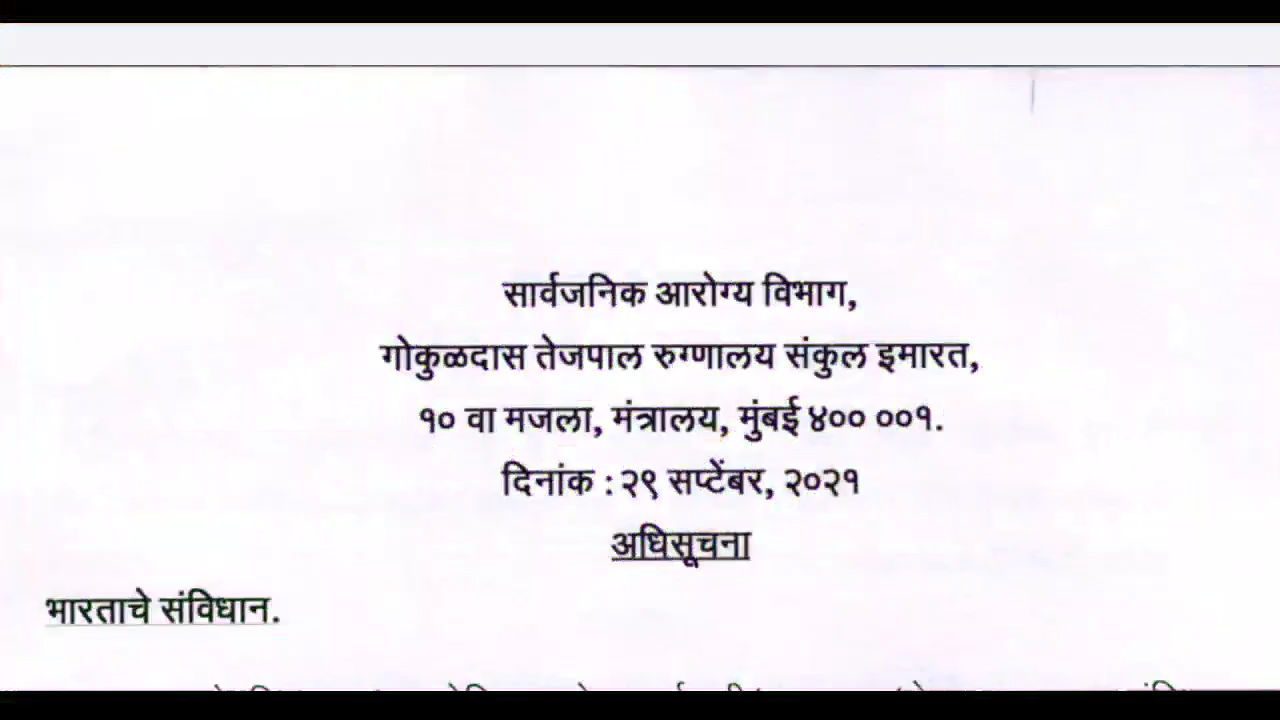 सार्वजनिक आरोग्य विभाग,
गोकुळदास तेजपाल रुग्णालय संकुल इमारत,
१० वा मजला, मंत्रालय, मुंबई ४०० ००१.
दिनांक : २९ सप्टेंबर, २०२१
अधिसूचना
भारताचे संविधान.